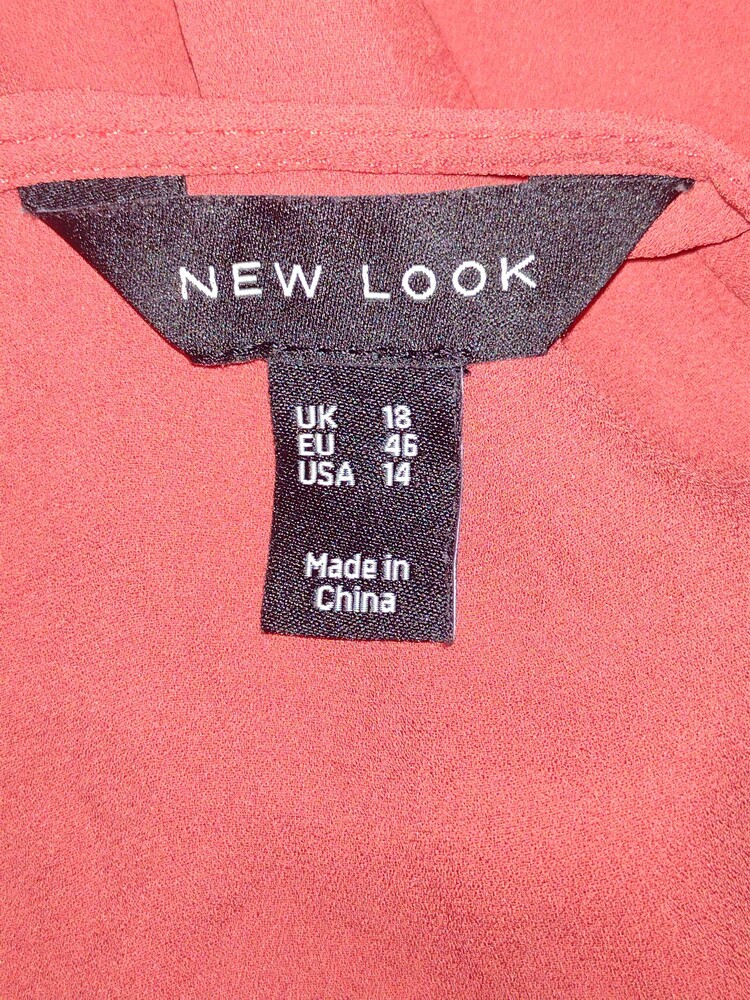 NEW LOOK
UK 18
EU 46
USA 14
Made in
China